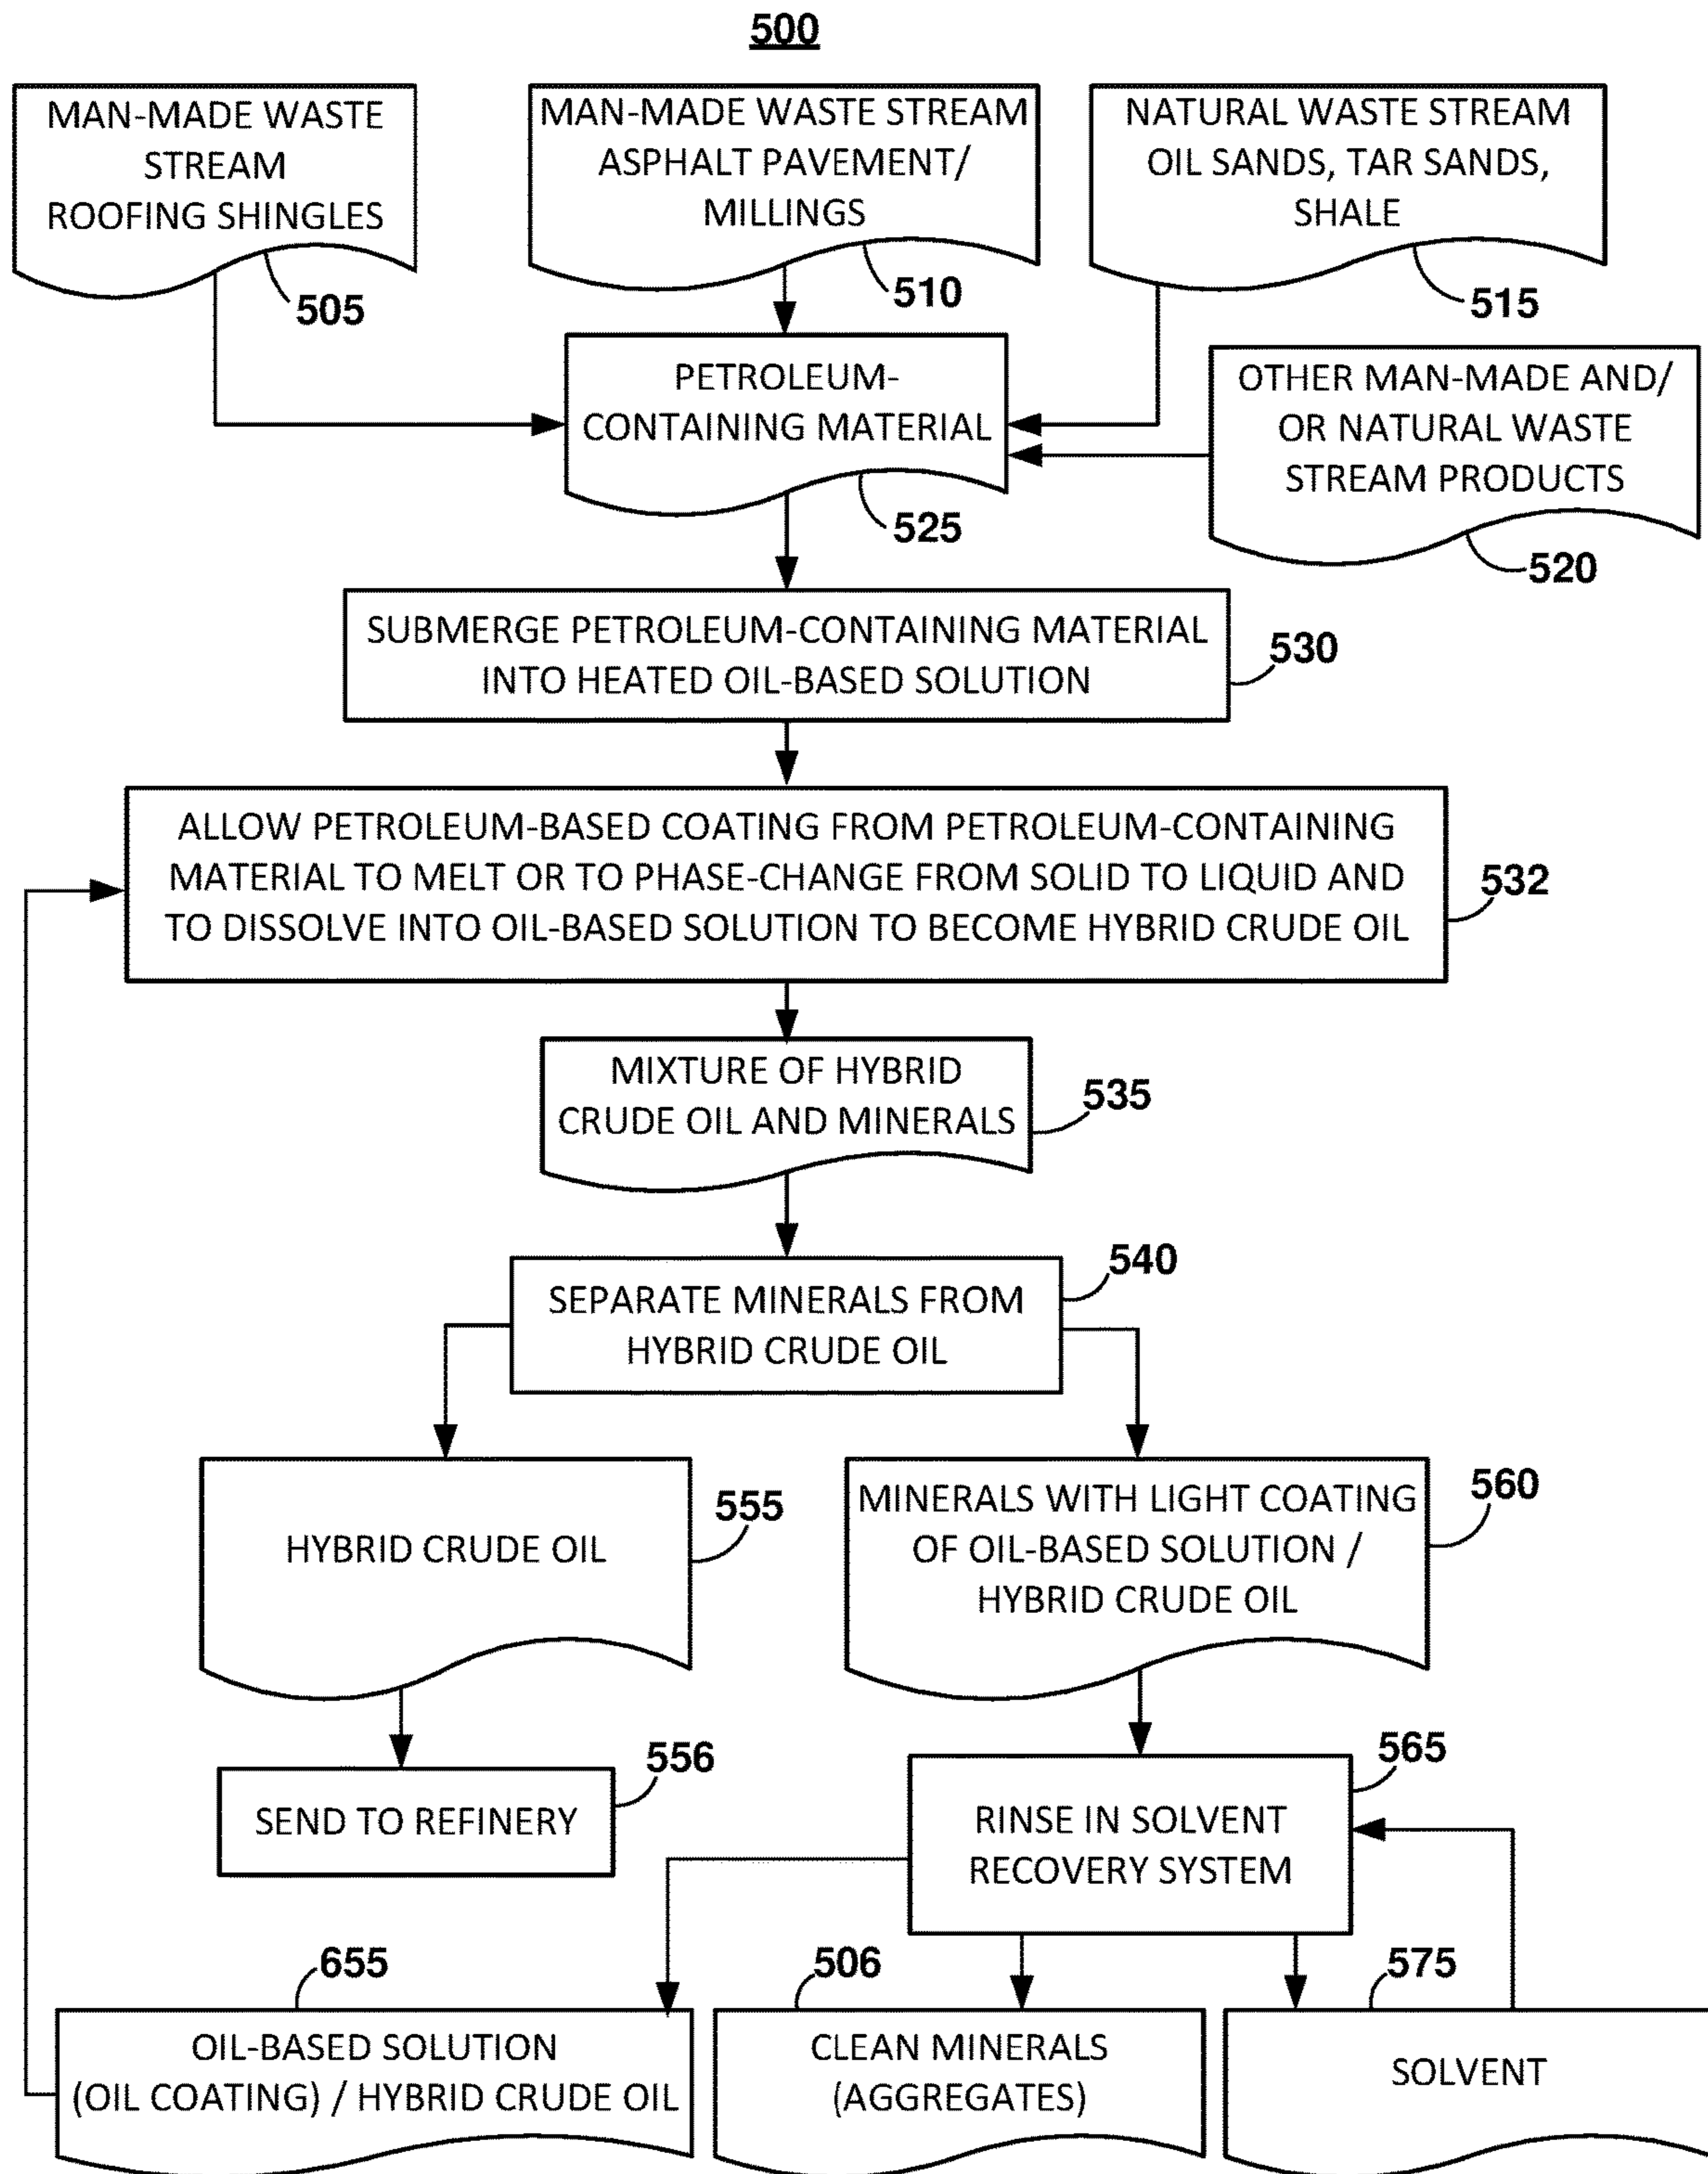 500
MAN-MADE WASTE
STREAM
ROOFING SHINGLES
505
MAN-MADE WASTE STREAM
ASPHALT PAVEMENT/
MILLINGS
510
NATURAL WASTE STREAM
OIL SANDS, TAR SANDS,
SHALE
515
PETROLEUM-
CONTAINING MATERIAL
525
OTHER MAN-MADE AND/
OR NATURAL WASTE
STREAM PRODUCTS
520
SUBMERGE PETROLEUM-CONTAINING MATERIAL
INTO HEATED OIL-BASED SOLUTION
530
ALLOW PETROLEUM-BASED COATING FROM PETROLEUM-CONTAINING
MATERIAL TO MELT OR TO PHASE-CHANGE FROM SOLID TO LIQUID AND
TO DISSOLVE INTO OIL-BASED SOLUTION TO BECOME HYBRID CRUDE OIL
532
MIXTURE OF HYBRID
CRUDE OIL AND MINERALS
535
SEPARATE MINERALS FROM
HYBRID CRUDE OIL
540
HYBRID CRUDE OIL
555
MINERALS WITH LIGHT COATING
OF OIL-BASED SOLUTION /
HYBRID CRUDE OIL
560
SEND TO REFINERY
556
RINSE IN SOLVENT
RECOVERY SYSTEM
565
655
OIL-BASED SOLUTION
(OIL COATING) / HYBRID CRUDE OIL
506
CLEAN MINERALS
(AGGREGATES)
575
SOLVENT